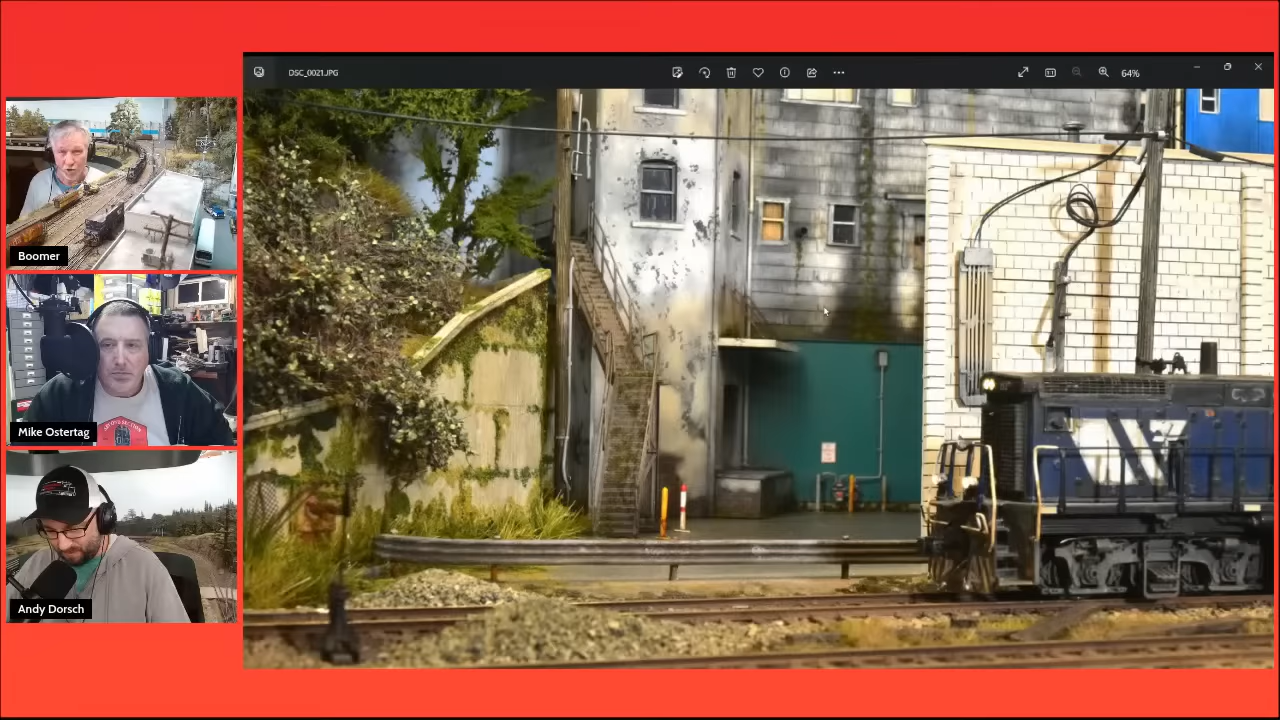 DSC_0021.JPG
64%
Boomer
Mike Ostertag
Andy Dorsch